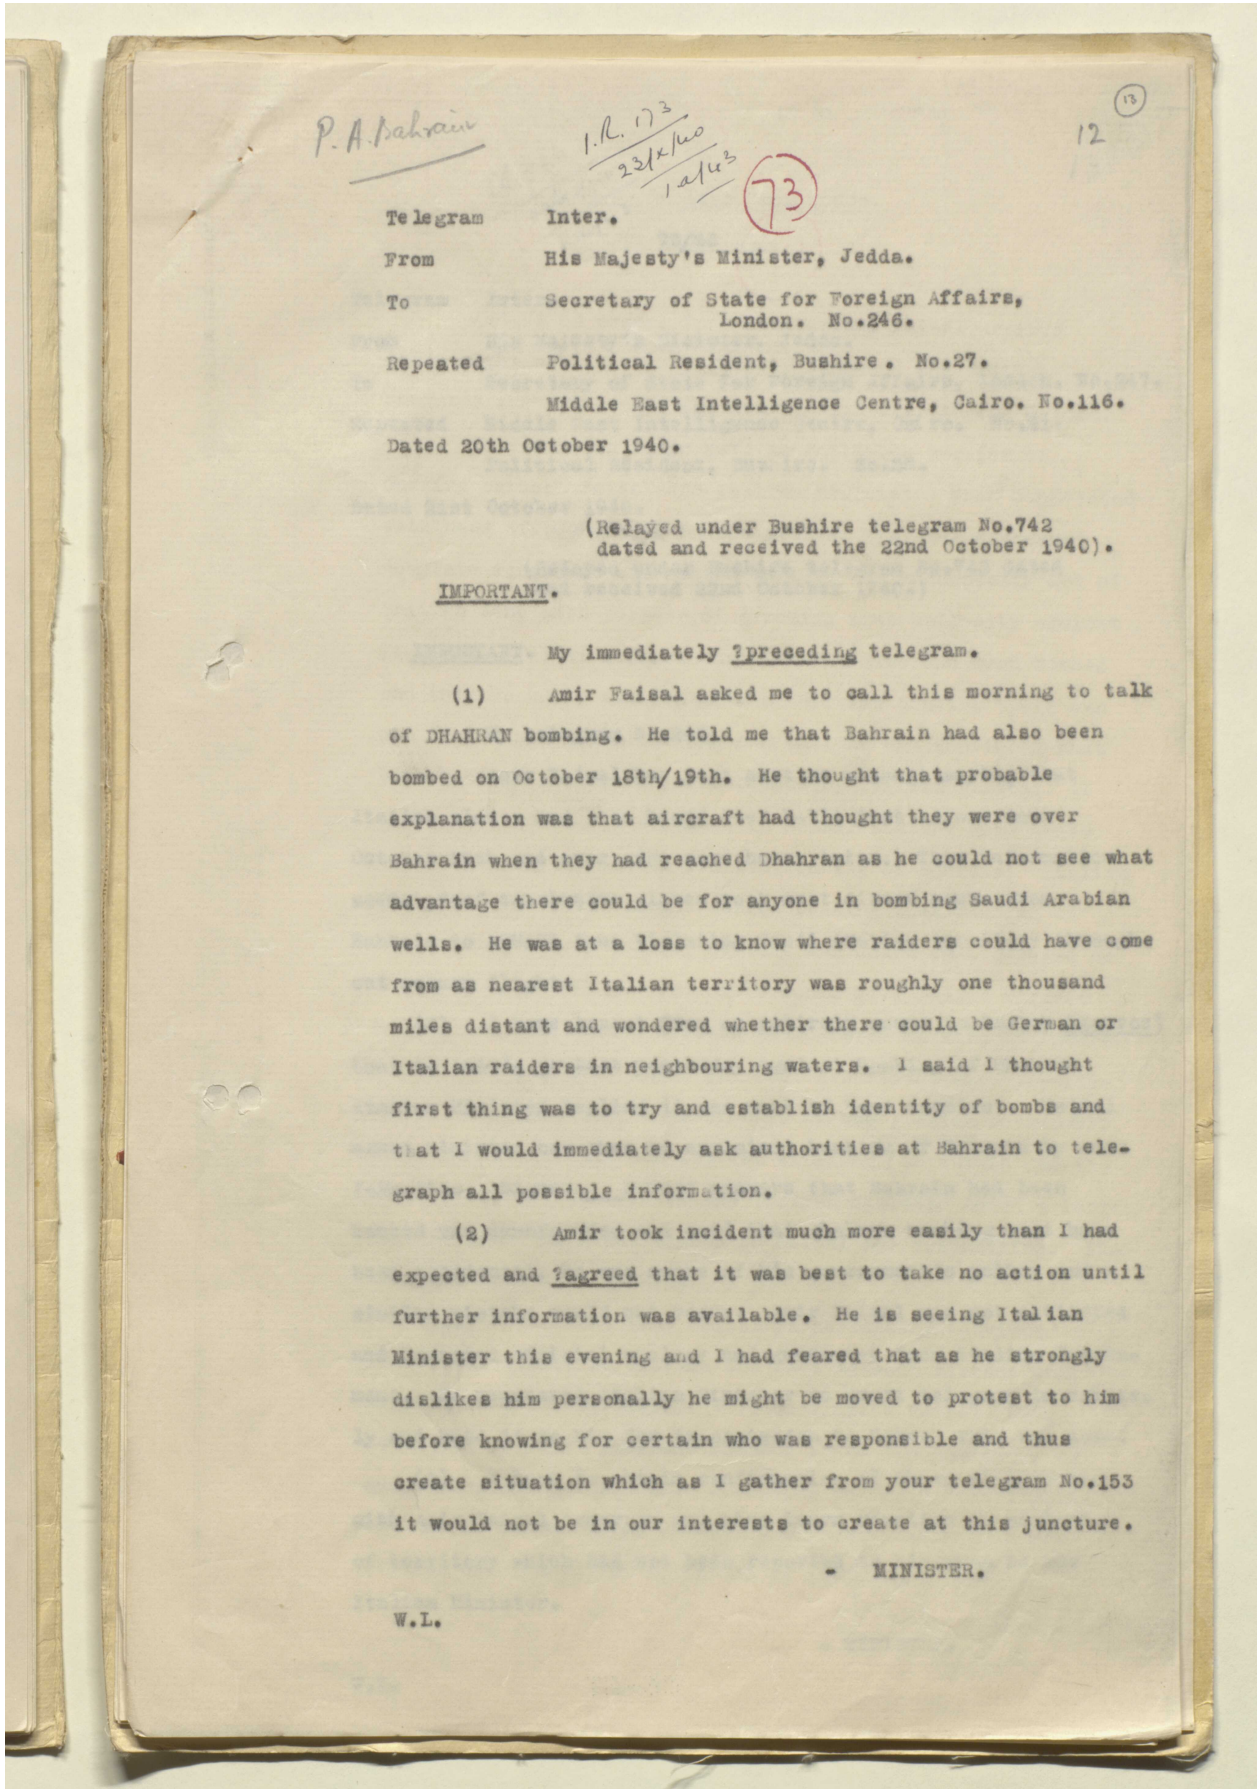 13
12
P.A. Bahrain
I.R. 173
23/X/40
1.a/43
73
Telegram Inter.
From His Majesty's Minister, Jedda.
To Secretary of State for Foreign Affairs,
London. No.246.
Repeated Political Resident, Bushire. No.27.
Middle East Intelligence Centre, Cairo. No.116.
Dated 20th October 1940.
(Relayed under Bushire telegram No.742
dated and received the 22nd October 1940).
IMPORTANT.
My immediately ?preceding telegram.
(1) Amir Faisal asked me to call this morning to talk
of DHAHRAN bombing. He told me that Bahrain had also been
bombed on October 18th/19th. He thought that probable
explanation was that aircraft had thought they were over
Bahrain when they had reached Dhahran as he could not see what
advantage there could be for anyone in bombing Saudi Arabian
wells. He was at a loss to know where raiders could have come
from as nearest Italian territory was roughly one thousand
miles distant and wondered whether there could be German or
Italian raiders in neighbouring waters. I said I thought
first thing was to try and establish identity of bombs and
that I would immediately ask authorities at Bahrain to tele-
graph all possible information.
(2) Amir took incident much more easily than I had
expected and ?agreed that it was best to take no action until
further information was available. He is seeing Italian
Minister this evening and I had feared that as he strongly
dislikes him personally he might be moved to protest to him
before knowing for certain who was responsible and thus
create situation which as I gather from your telegram No.153
it would not be in our interests to create at this juncture.
- MINISTER.
W.L.